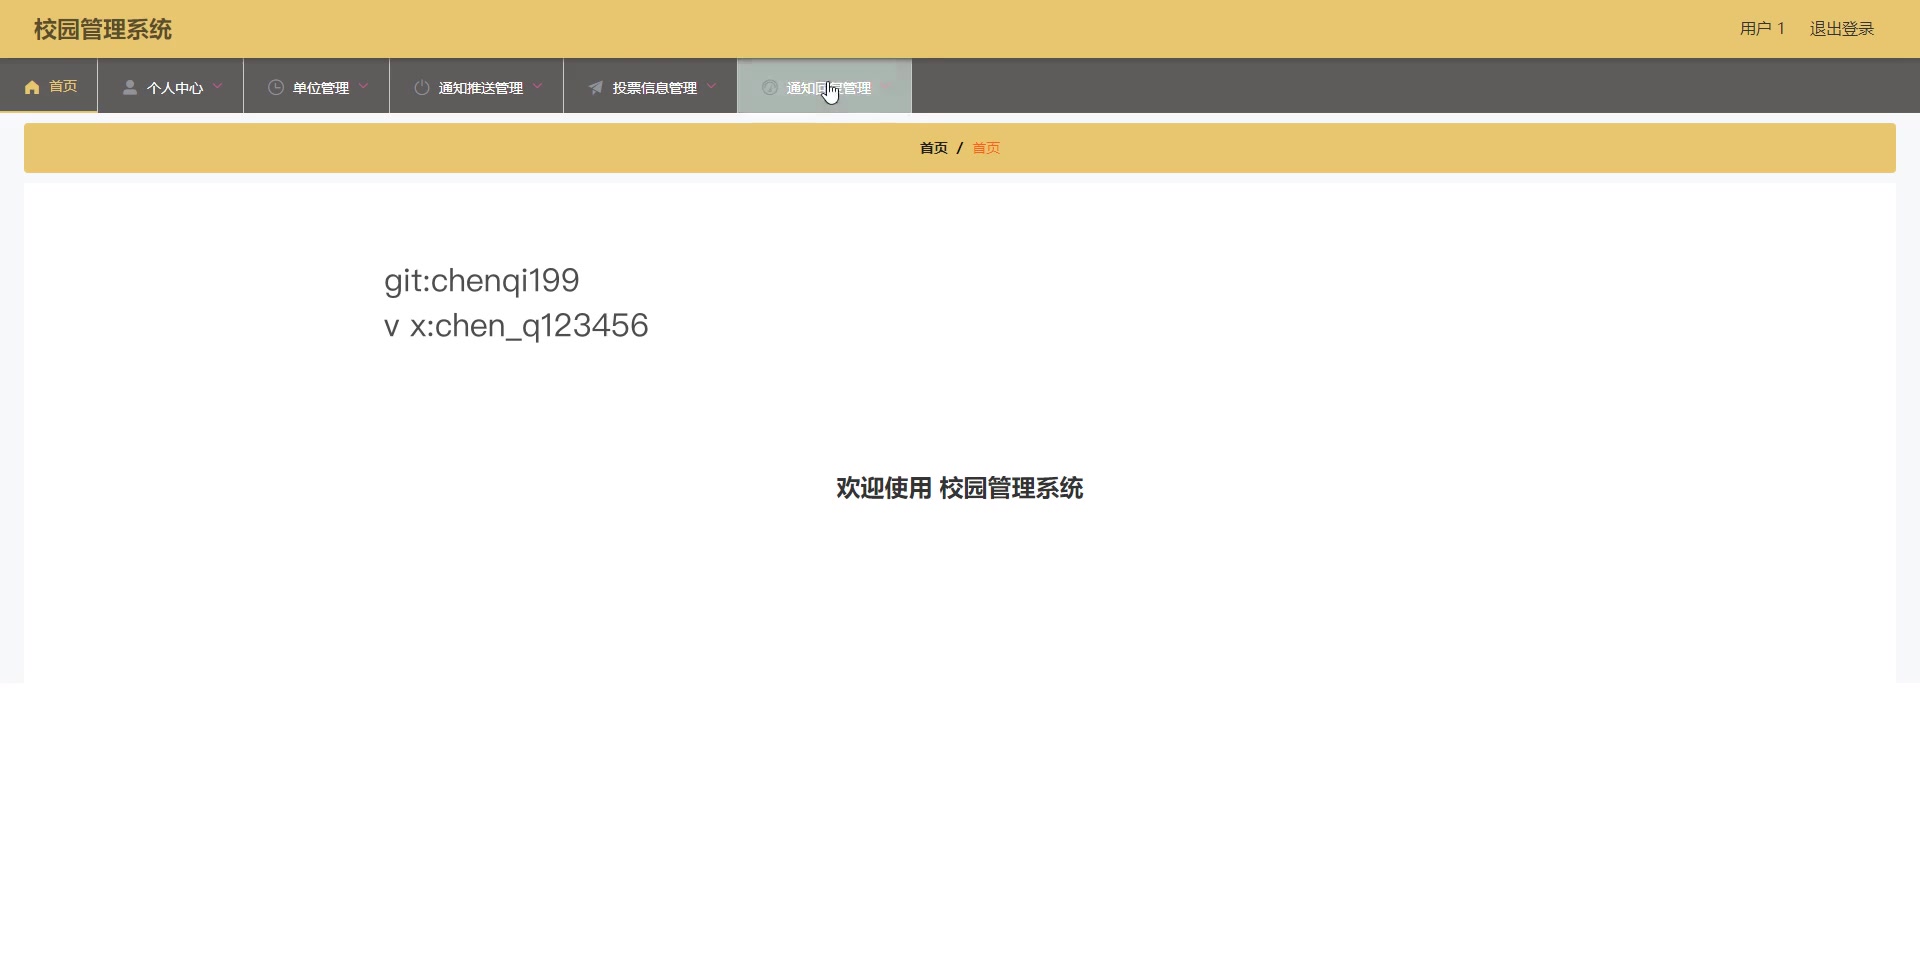 校园管理系统
用户 1
退出登录
首页
个人中心
单位管理
通知推送管理
投票信息管理
通知回复管理
首页 / 首页
git:chenqi199
v x:chen_q123456
欢迎使用 校园管理系统